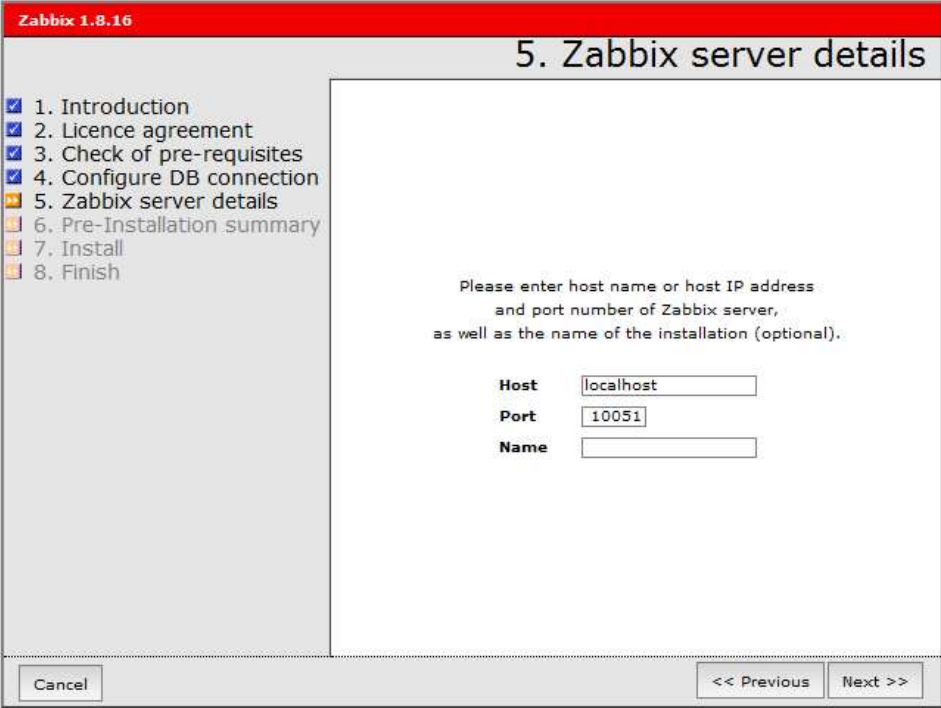 Zabbix 1.8.16
5. Zabbix server details
1. Introduction
2. Licence agreement
3. Check of pre-requisites
4. Configure DB connection
5. Zabbix server details
6. Pre-Installation summary
7. Install
8. Finish
Please enter host name or host IP address
and port number of Zabbix server,
as well as the name of the installation (optional).
Host localhost
Port 10051
Name
Cancel << Previous Next >>